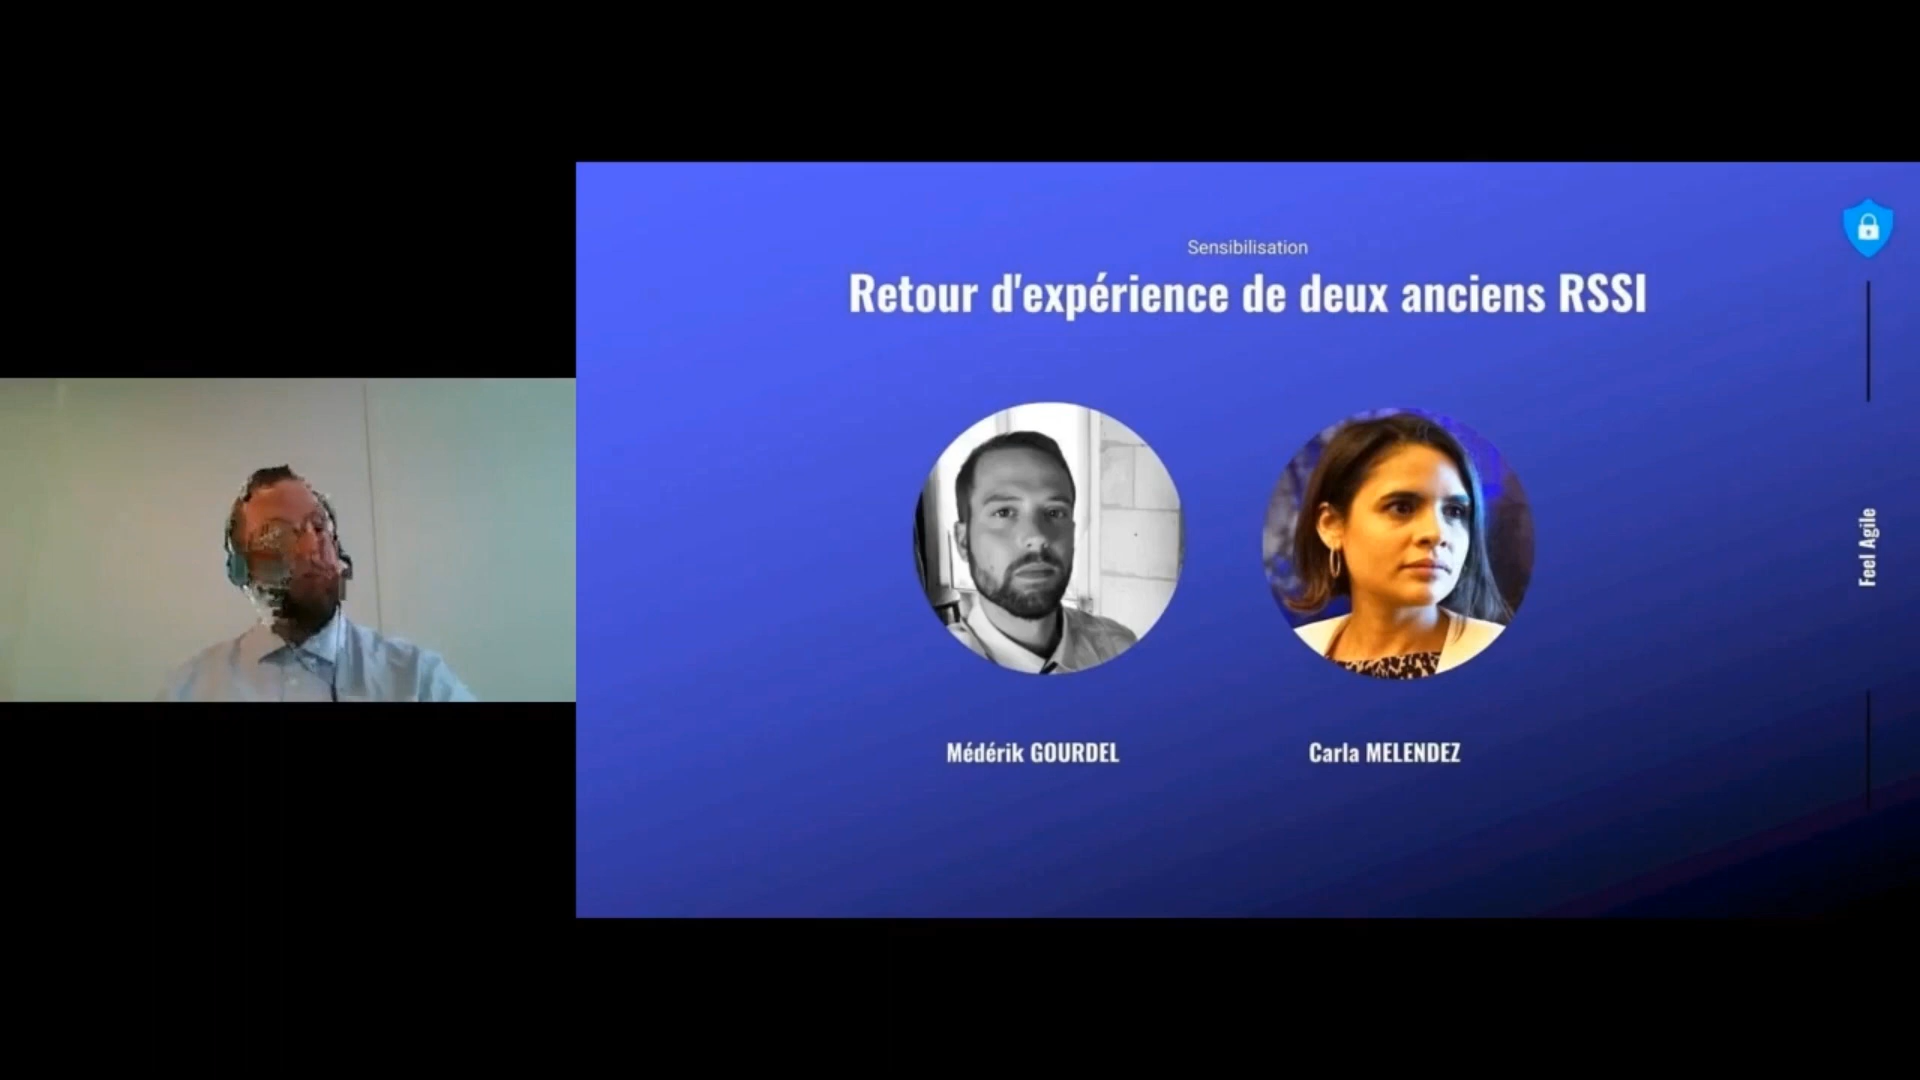 Sensibilisation
Retour d'expérience de deux anciens RSSI
Feel Agile
Médérik GOURDEL
Carla MELENDEZ